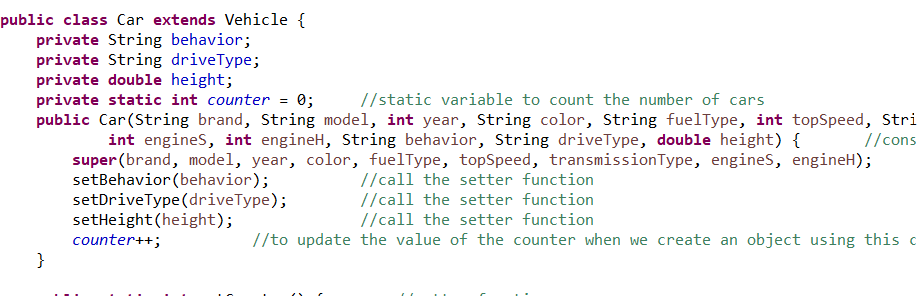 public class Car extends Vehicle {
private String behavior;
private String driveType;
private double height;
private static int counter = 0; //static variable to count the number of cars
public Car(String brand, String model, int year, String color, String fuelType, int topSpeed, Stri
int engineS, int engineH, String behavior, String driveType, double height) { //cons
super(brand, model, year, color, fuelType, topSpeed, transmissionType, engineS, engineH);
setBehavior(behavior); //call the setter function
setDriveType(driveType); //call the setter function
setHeight(height); //call the setter function
counter++; //to update the value of the counter when we create an object using this c
}